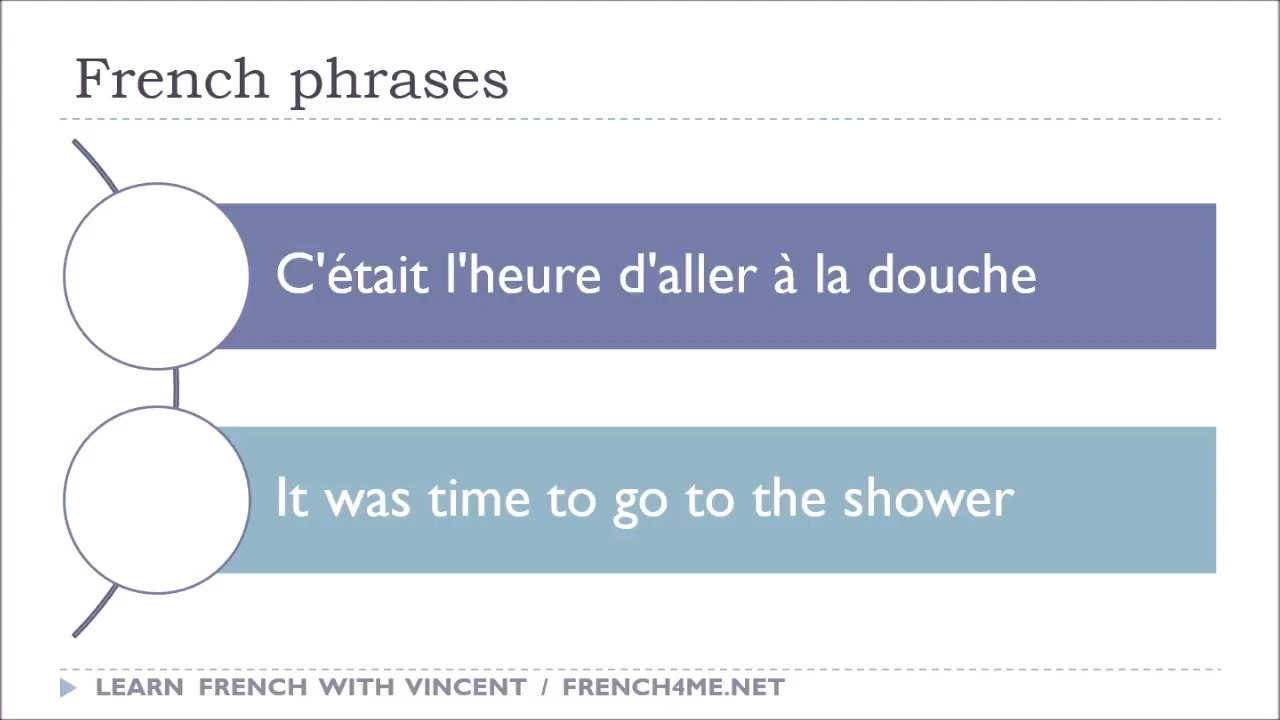 French phrases
C'était l'heure d'aller à la douche
It was time to go to the shower
LEARN FRENCH WITH VINCENT / FRENCH4ME.NET